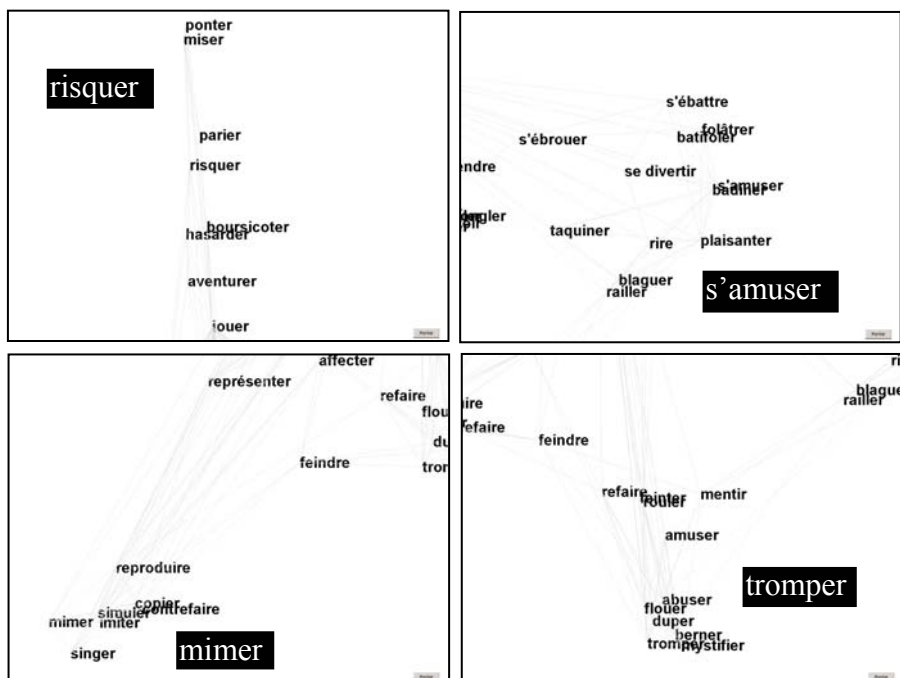 ponter
miser
risquer
parier
risquer
boursicoter
hasarder
aventurer
jouer
s'ébattre
folâtrer
batifoler
s'ébrouer
se divertir
s'amuser
badiner
taquiner
rire
plaisanter
blaguer
railler
s'amuser
affecter
représenter
refaire
feindre
reproduire
copier
simuler
contrefaire
mimer
imiter
singer
mimer
blague
railler
feindre
refaire
feinter
rouler
mentir
amuser
abuser
flouer
duper
berner
tromper
mystifier
tromper